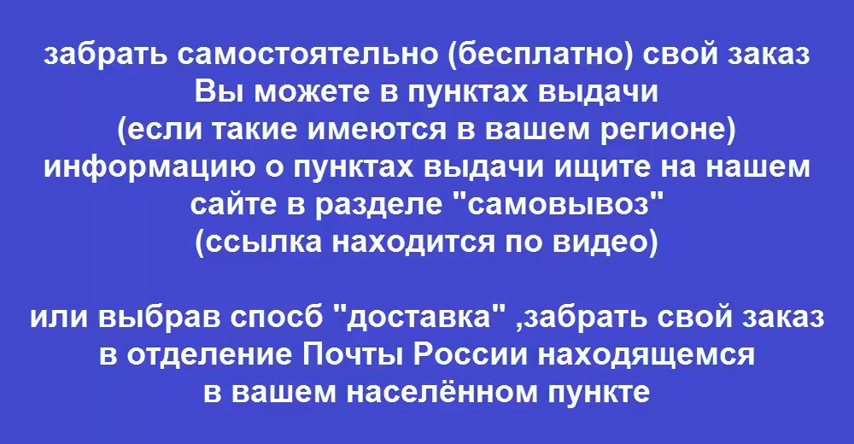 забрать самостоятельно (бесплатно) свой заказ
Вы можете в пунктах выдачи
(если такие имеются в вашем регионе)
информацию о пунктах выдачи ищите на нашем
сайте в разделе "самовывоз"
(ссылка находится по видео)
или выбрав спосб "доставка" ,забрать свой заказ
в отделение Почты России находящемся
в вашем населённом пункте